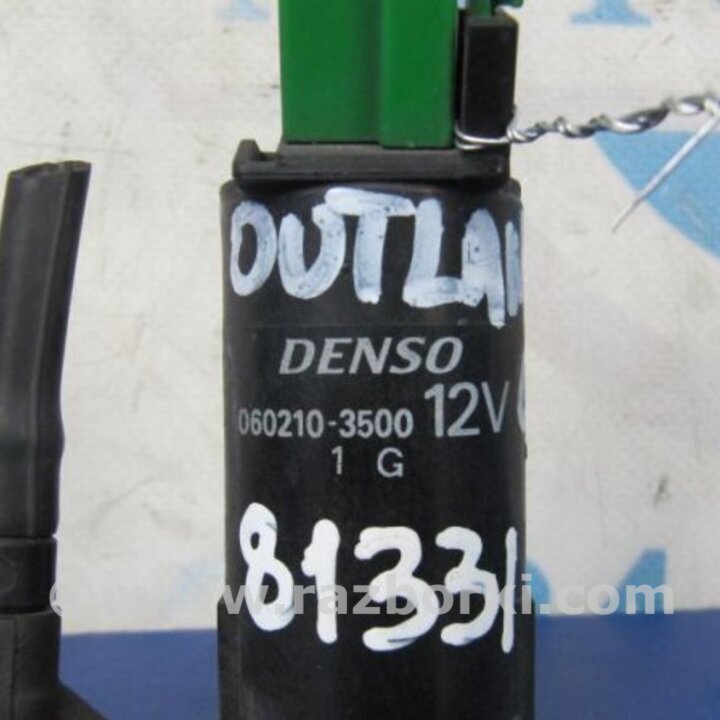 OUTLAN
DENSO
060210-3500 12V
1 G
81331
www.razborki.com